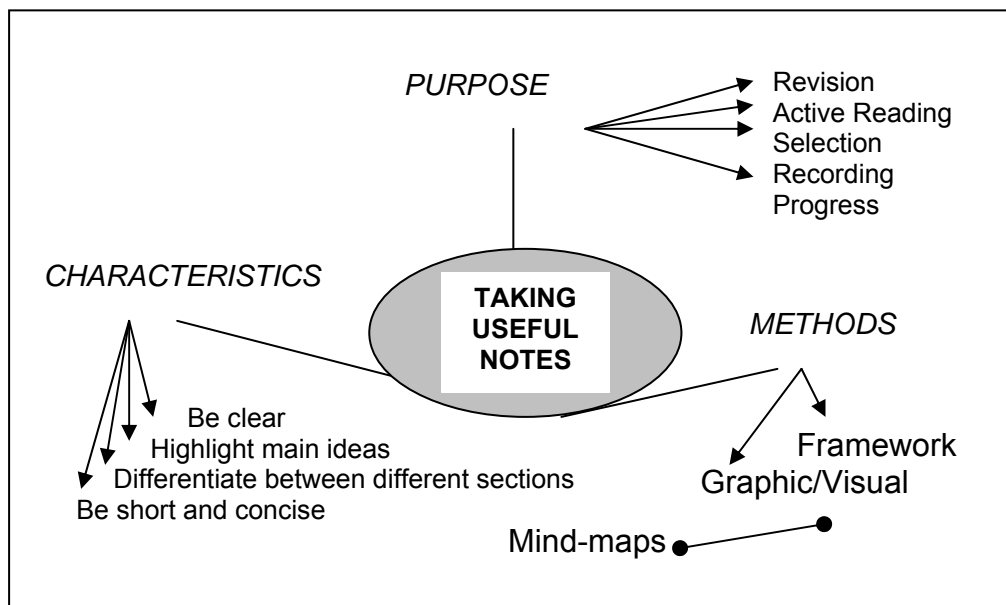 PURPOSE
Revision
Active Reading
Selection
Recording
Progress
CHARACTERISTICS
TAKING
USEFUL
NOTES
METHODS
Be clear
Highlight main ideas
Differentiate between different sections
Be short and concise
Framework
Graphic/Visual
Mind-maps